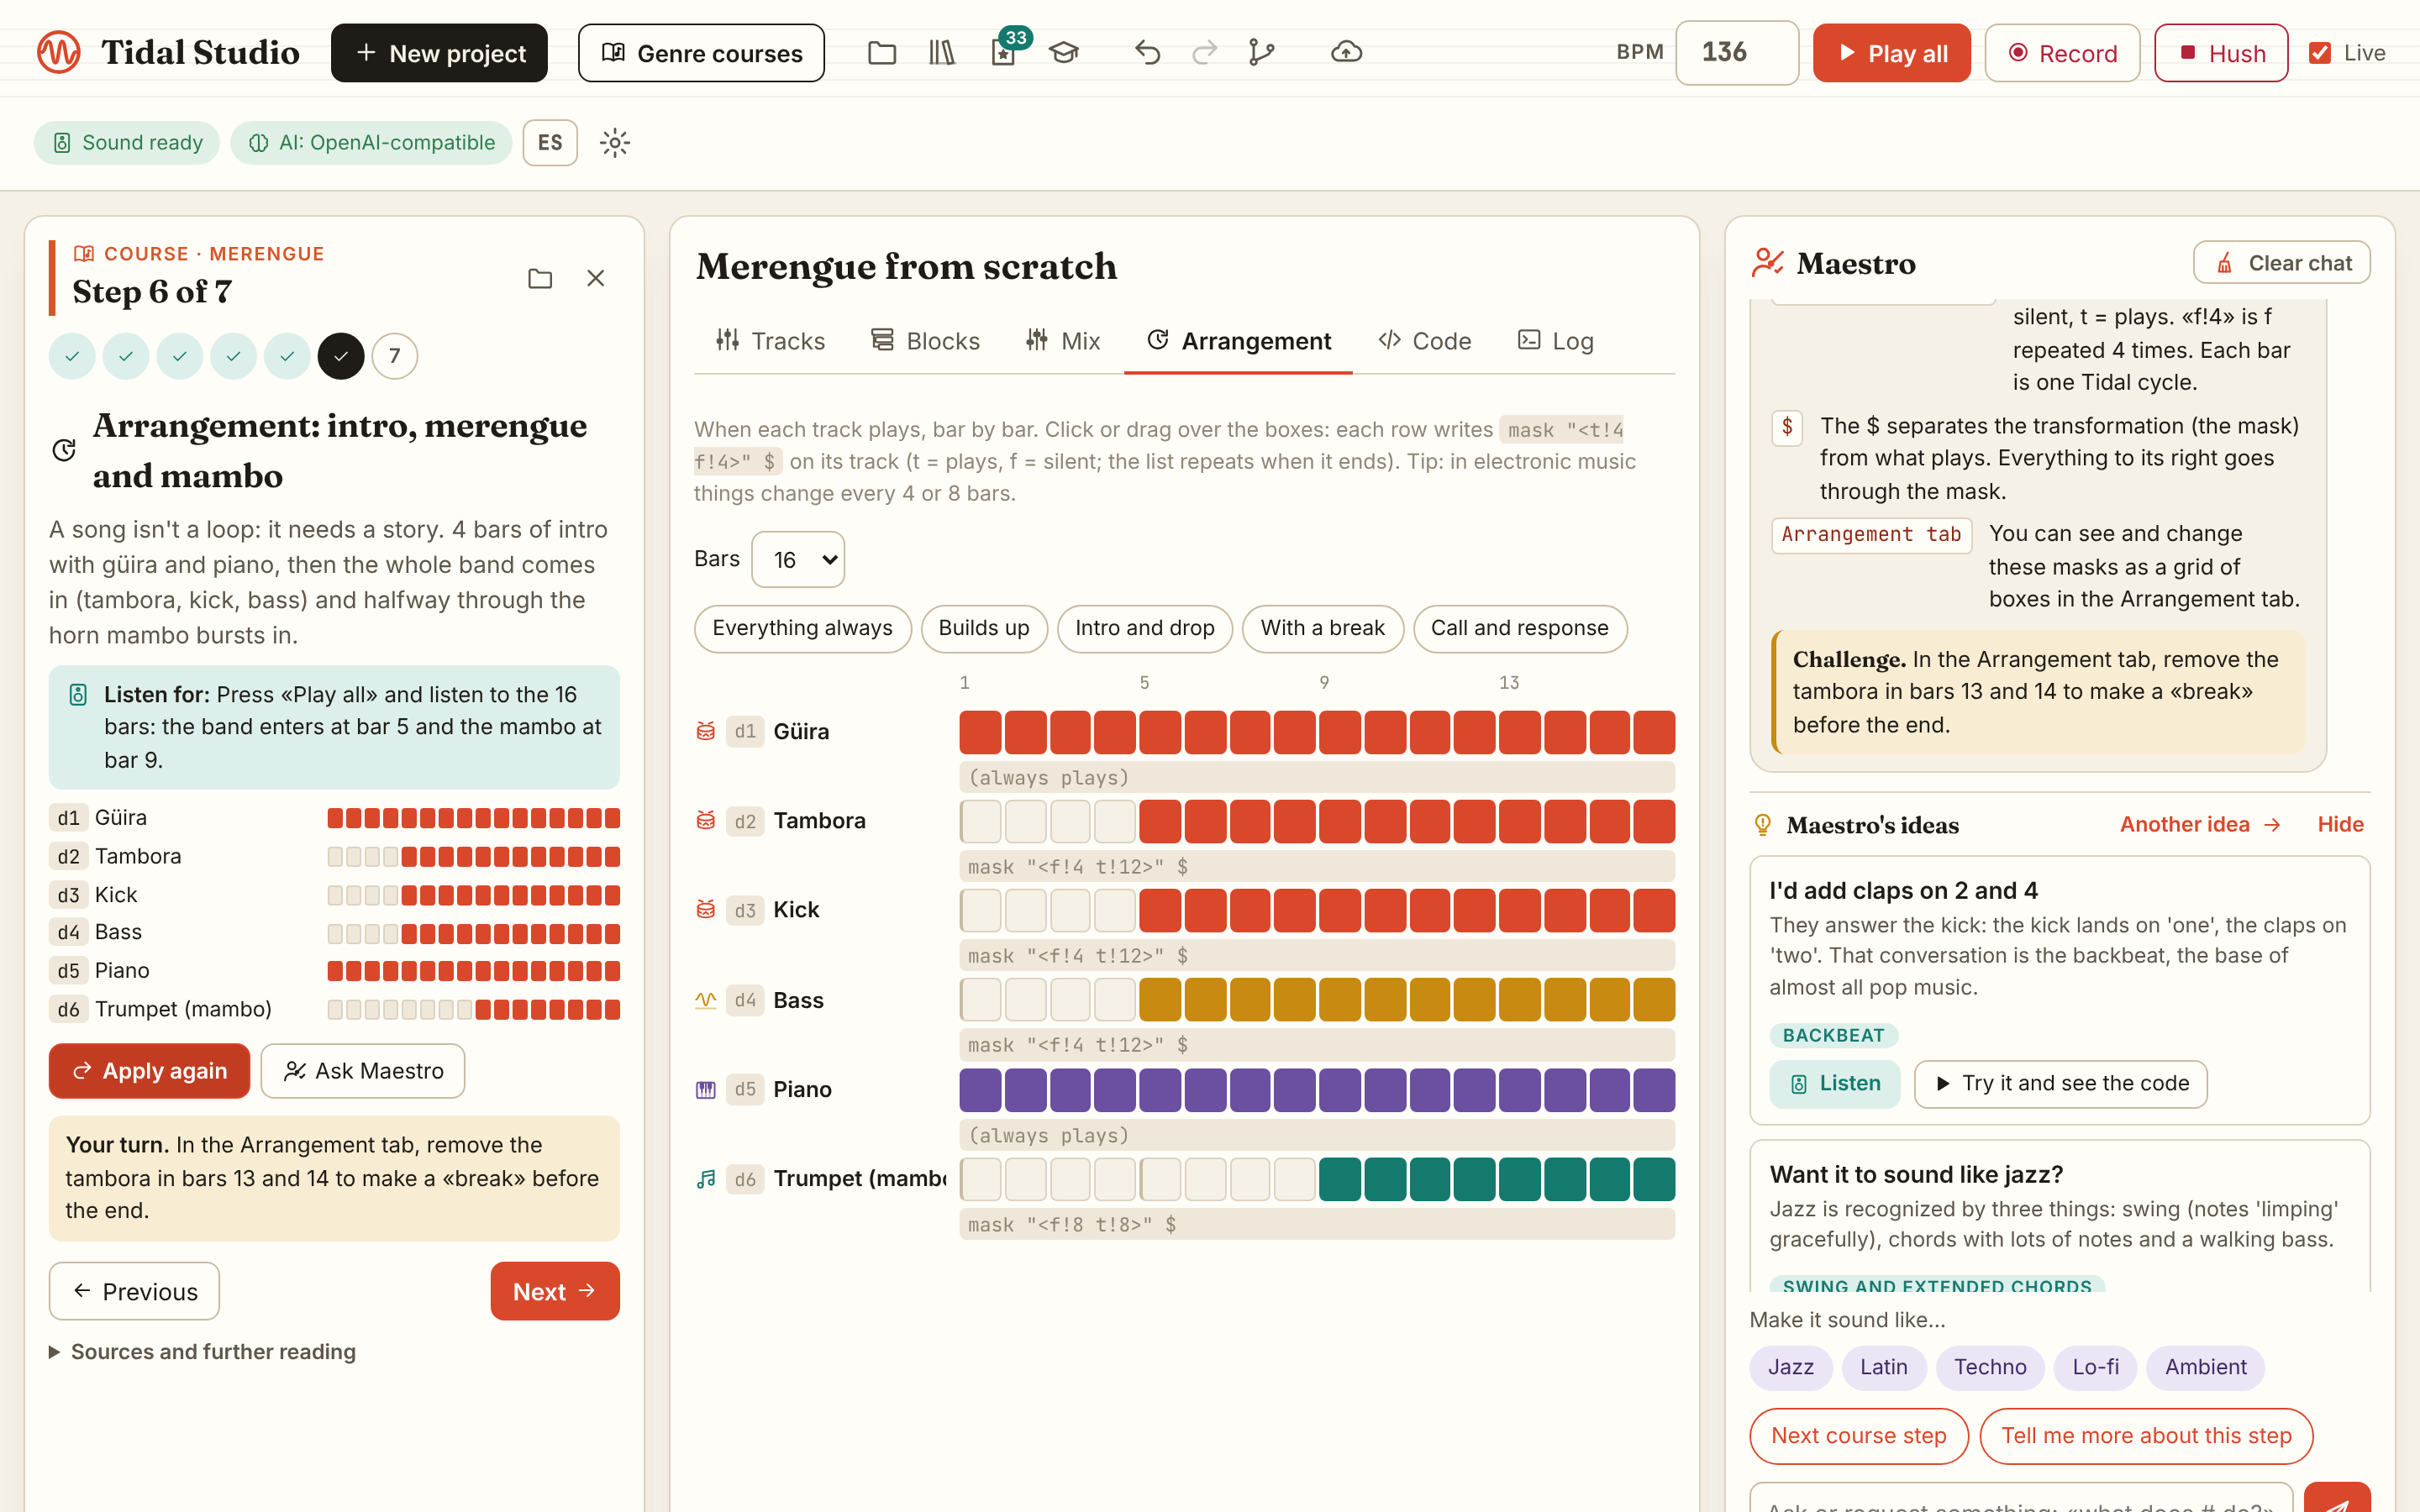 Tidal Studio
New project
Genre courses
33
BPM
136
Play all
Record
Hush
Live
Sound ready
AI: OpenAI-compatible
ES
COURSE · MERENGUE
Step 6 of 7
7
Arrangement: intro, merengue
and mambo
A song isn't a loop: it needs a story. 4 bars of intro
with güira and piano, then the whole band comes
in (tambora, kick, bass) and halfway through the
horn mambo bursts in.
Listen for: Press «Play all» and listen to the 16
bars: the band enters at bar 5 and the mambo at
bar 9.
d1 Güira
d2 Tambora
d3 Kick
d4 Bass
d5 Piano
d6 Trumpet (mambo)
Apply again
Ask Maestro
Your turn. In the Arrangement tab, remove the
tambora in bars 13 and 14 to make a «break» before
the end.
Previous
Next
Sources and further reading
Merengue from scratch
Tracks
Blocks
Mix
Arrangement
Code
Log
When each track plays, bar by bar. Click or drag over the boxes: each row writes mask "<t!4
f!4>" $ on its track (t = plays, f = silent; the list repeats when it ends). Tip: in electronic music
things change every 4 or 8 bars.
Bars 16
Everything always
Builds up
Intro and drop
With a break
Call and response
1 5 9 13
d1 Güira
(always plays)
d2 Tambora
mask "<f!4 t!12>" $
d3 Kick
mask "<f!4 t!12>" $
d4 Bass
mask "<f!4 t!12>" $
d5 Piano
(always plays)
d6 Trumpet (mambo
mask "<f!8 t!8>" $
Maestro
Clear chat
silent, t = plays. «f!4» is f
repeated 4 times. Each bar
is one Tidal cycle.
$ The $ separates the transformation (the mask)
from what plays. Everything to its right goes
through the mask.
Arrangement tab You can see and change
these masks as a grid of
boxes in the Arrangement tab.
Challenge. In the Arrangement tab, remove the
tambora in bars 13 and 14 to make a «break»
before the end.
Maestro's ideas
Another idea
Hide
I'd add claps on 2 and 4
They answer the kick: the kick lands on 'one', the claps on
'two'. That conversation is the backbeat, the base of
almost all pop music.
BACKBEAT
Listen
Try it and see the code
Want it to sound like jazz?
Jazz is recognized by three things: swing (notes 'limping'
gracefully), chords with lots of notes and a walking bass.
SWING AND EXTENDED CHORDS
Make it sound like...
Jazz
Latin
Techno
Lo-fi
Ambient
Next course step
Tell me more about this step
Ask or request something: «what does # do?»